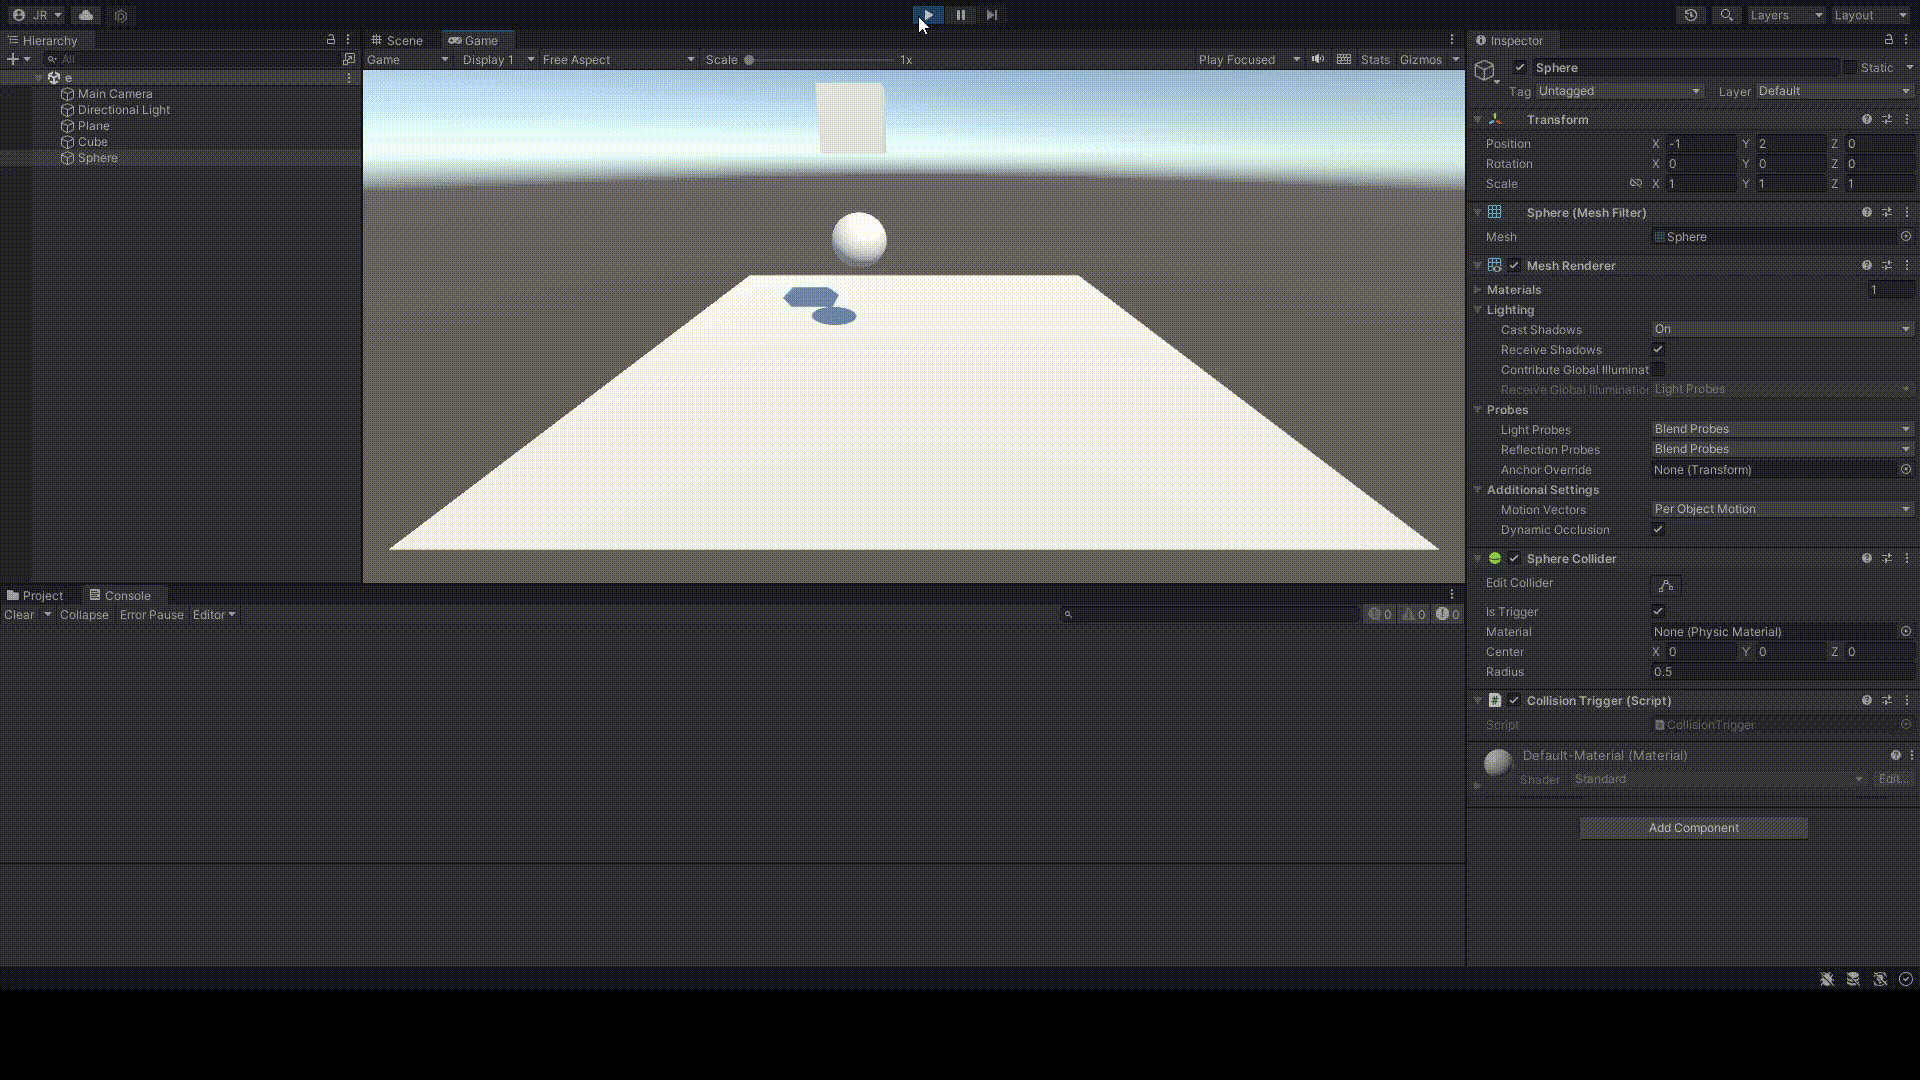 JR
Layers
Layout
Hierarchy
All
e
Main Camera
Directional Light
Plane
Cube
Sphere
Scene
Game
Game
Display 1
Free Aspect
Scale
1x
Play Focused
Stats
Gizmos
Project
Console
Clear
Collapse
Error Pause
Editor
0
0
0
Inspector
Sphere
Static
Tag Untagged
Layer Default
Transform
Position X -1 Y 2 Z 0
Rotation X 0 Y 0 Z 0
Scale X 1 Y 1 Z 1
Sphere (Mesh Filter)
Mesh Sphere
Mesh Renderer
Materials 1
Lighting
Cast Shadows On
Receive Shadows
Contribute Global Illuminat
Receive Global Illumination Light Probes
Probes
Light Probes Blend Probes
Reflection Probes Blend Probes
Anchor Override None (Transform)
Additional Settings
Motion Vectors Per Object Motion
Dynamic Occlusion
Sphere Collider
Edit Collider
Is Trigger
Material None (Physic Material)
Center X 0 Y 0 Z 0
Radius 0.5
Collision Trigger (Script)
Script CollisionTrigger
Default-Material (Material)
Shader Standard Edit...
Add Component